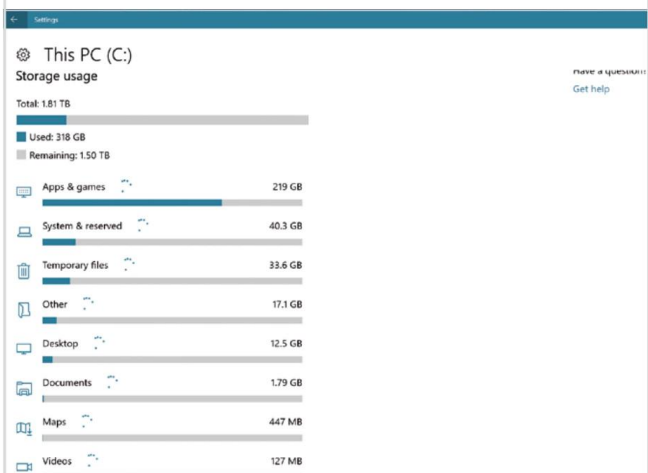 Settings
This PC (C:)
Storage usage
Total: 1.81 TB
Used: 318 GB
Remaining: 1.50 TB
Apps & games 219 GB
System & reserved 40.3 GB
Temporary files 33.6 GB
Other 17.1 GB
Desktop 12.5 GB
Documents 1.79 GB
Maps 447 MB
Videos 127 MB
Have a question?
Get help